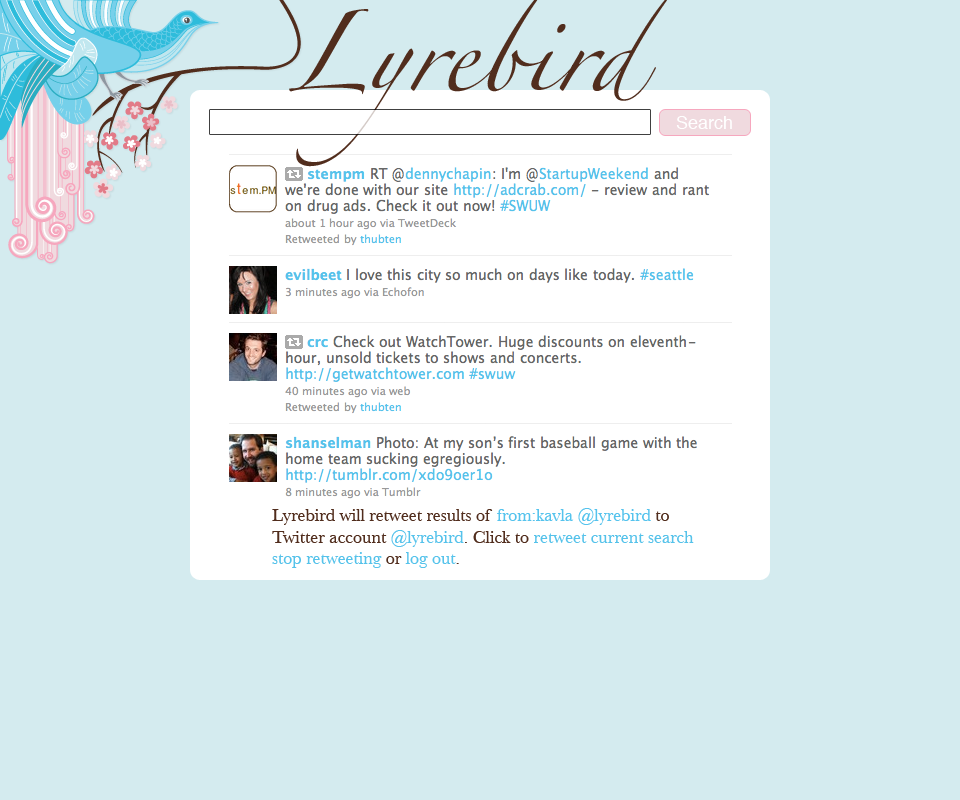 Lyrebird
Search
stem.PM
stempm RT @dennychapin: I'm @StartupWeekend and
we're done with our site http://adcrab.com/ - review and rant
on drug ads. Check it out now! #SWUW
about 1 hour ago via TweetDeck
Retweeted by thubten
evilbeet I love this city so much on days like today. #seattle
3 minutes ago via Echofon
crc Check out WatchTower. Huge discounts on eleventh-
hour, unsold tickets to shows and concerts.
http://getwatchtower.com #swuw
40 minutes ago via web
Retweeted by thubten
shanselman Photo: At my son’s first baseball game with the
home team sucking egregiously.
http://tumblr.com/xdo9oer1o
8 minutes ago via Tumblr
Lyrebird will retweet results of from:kavla @lyrebird to
Twitter account @lyrebird. Click to retweet current search
stop retweeting or log out.